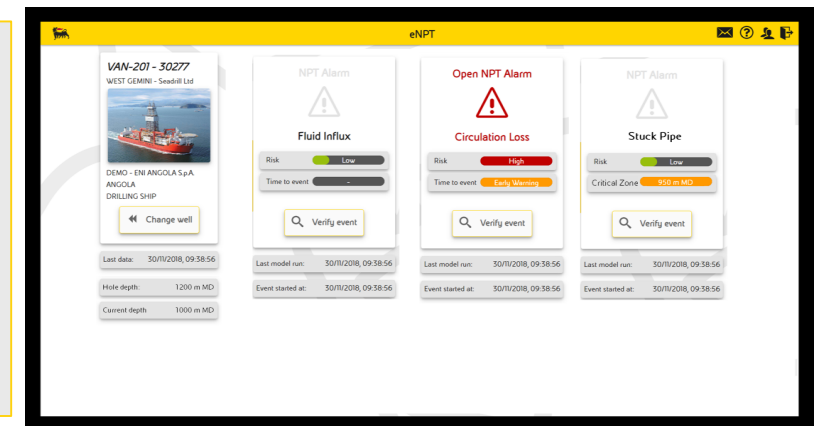 eNPT
VAN-201 - 30277
WEST GEMINI - Seadrill Ltd
DEMO - ENI ANGOLA S.p.A.
ANGOLA
DRILLING SHIP
Change well
Last data: 30/11/2018, 09:38:56
Hole depth: 1200 m MD
Current depth 1000 m MD
NPT Alarm
Fluid Influx
Risk Low
Time to event -
Verify event
Last model run: 30/11/2018, 09:38:56
Event started at: 30/11/2018, 09:38:56
Open NPT Alarm
Circulation Loss
Risk High
Time to event Early Warning
Verify event
Last model run: 30/11/2018, 09:38:56
Event started at: 30/11/2018, 09:38:56
NPT Alarm
Stuck Pipe
Risk Low
Critical Zone 950 m MD
Verify event
Last model run: 30/11/2018, 09:38:56
Event started at: 30/11/2018, 09:38:56